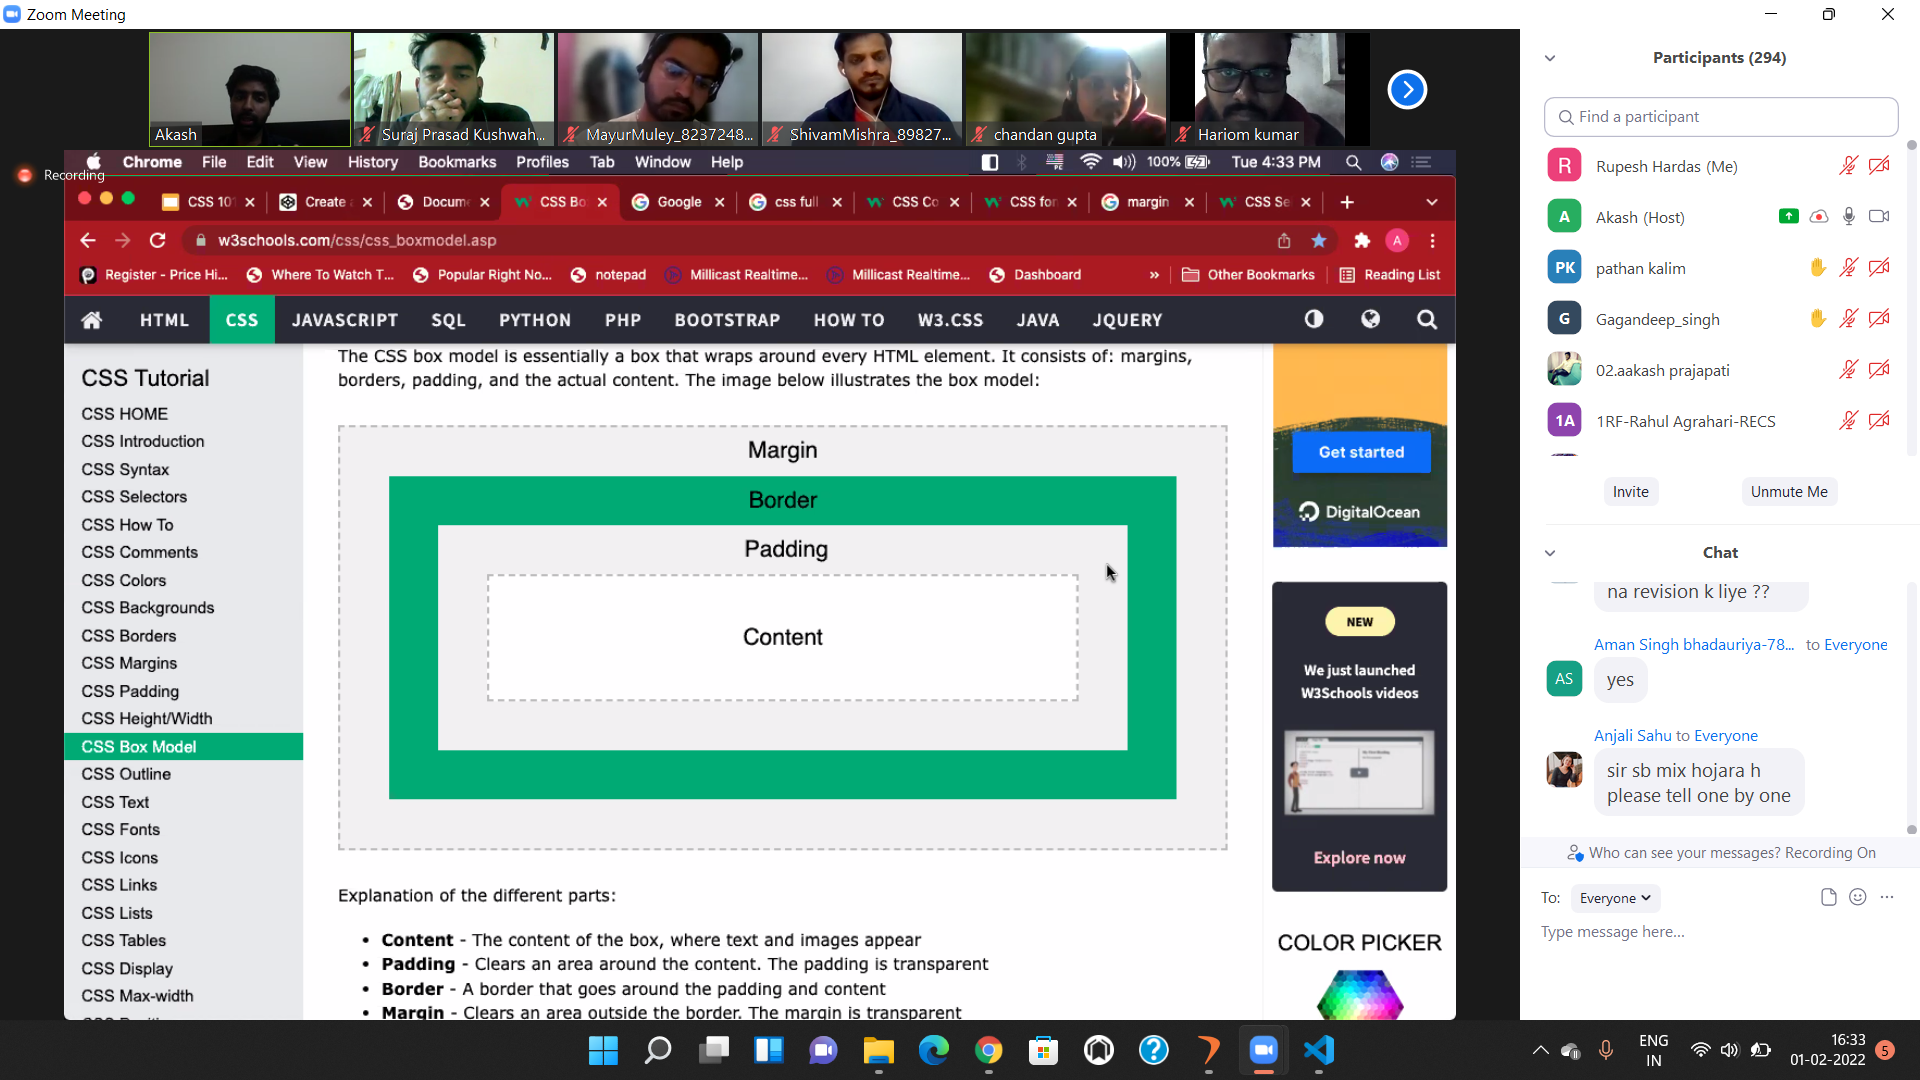 Zoom Meeting
Akash
Suraj Prasad Kushwah...
MayurMuley_8237248...
ShivamMishra_89827...
chandan gupta
Hariom kumar
Recording
Chrome File Edit View History Bookmarks Profiles Tab Window Help
100% Tue 4:33 PM
CSS 101
Create
Docum
CSS Bo
Google
css full
CSS Co
CSS for
margin
CSS Se
w3schools.com/css/css_boxmodel.asp
A
Register - Price Hi...
Where To Watch T...
Popular Right No...
notepad
Millicast Realtime...
Millicast Realtime...
Dashboard
»
Other Bookmarks
Reading List
HTML CSS JAVASCRIPT SQL PYTHON PHP BOOTSTRAP HOW TO W3.CSS JAVA JQUERY
CSS Tutorial
CSS HOME
CSS Introduction
CSS Syntax
CSS Selectors
CSS How To
CSS Comments
CSS Colors
CSS Backgrounds
CSS Borders
CSS Margins
CSS Padding
CSS Height/Width
CSS Box Model
CSS Outline
CSS Text
CSS Fonts
CSS Icons
CSS Links
CSS Lists
CSS Tables
CSS Display
CSS Max-width
The CSS box model is essentially a box that wraps around every HTML element. It consists of: margins,
borders, padding, and the actual content. The image below illustrates the box model:
Margin
Border
Padding
Content
Explanation of the different parts:
• Content - The content of the box, where text and images appear
• Padding - Clears an area around the content. The padding is transparent
• Border - A border that goes around the padding and content
• Margin - Clears an area outside the border. The margin is transparent
Get started
DigitalOcean
NEW
We just launched
W3Schools videos
Explore now
COLOR PICKER
Participants (294)
Find a participant
R Rupesh Hardas (Me)
A Akash (Host)
PK pathan kalim
G Gagandeep_singh
02.aakash prajapati
1A 1RF-Rahul Agrahari-RECS
Invite
Unmute Me
Chat
na revision k liye ??
Aman Singh bhadauriya-78... to Everyone
AS
yes
Anjali Sahu to Everyone
sir sb mix hojara h
please tell one by one
Who can see your messages? Recording On
To: Everyone
Type message here...
ENG
IN
16:33
01-02-2022
5